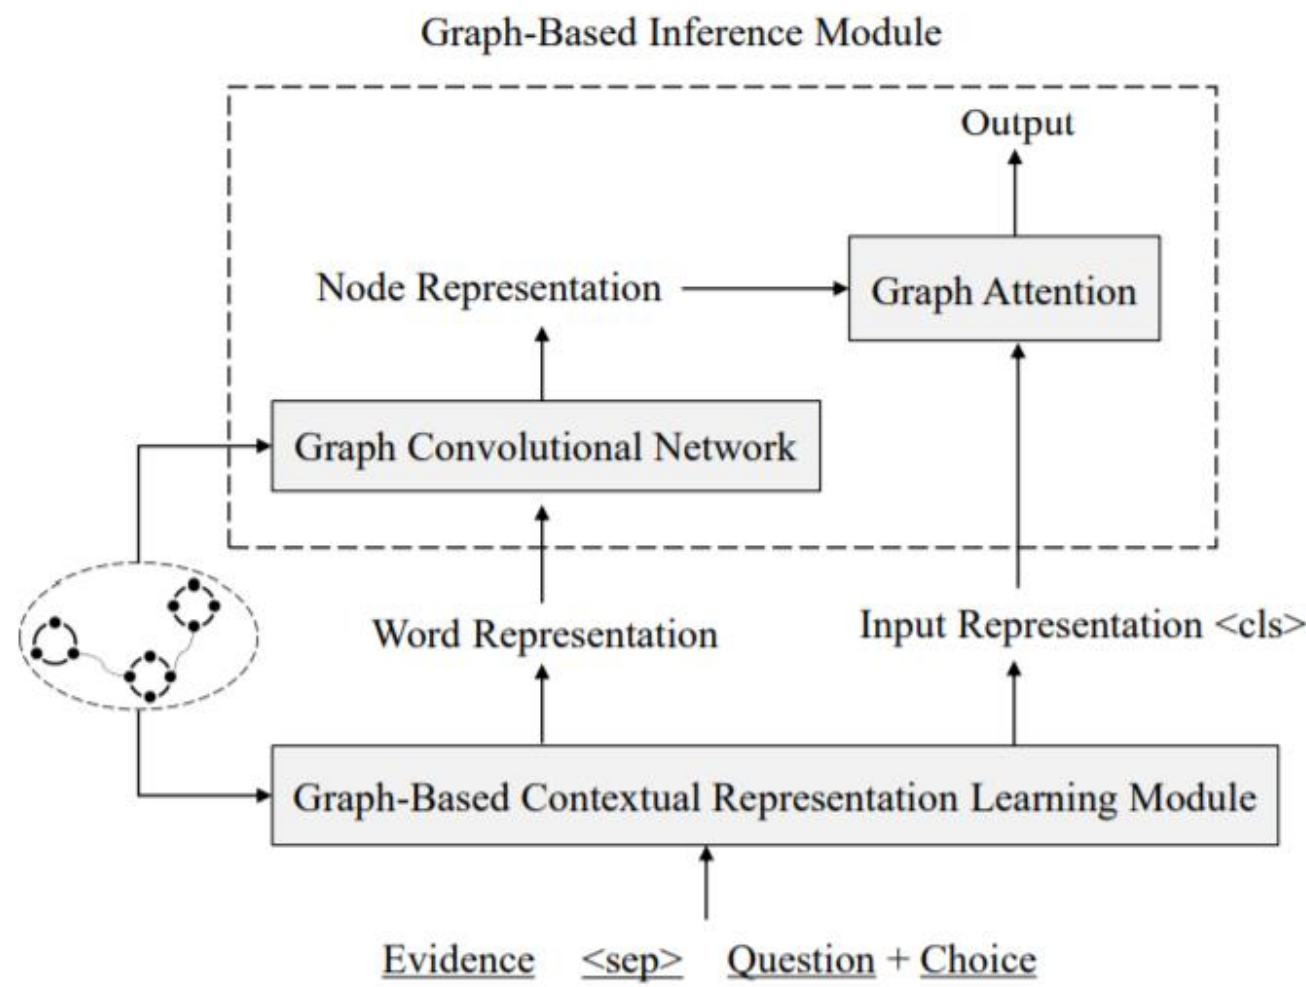 Graph-Based Inference Module
Output
Node Representation
Graph Attention
Graph Convolutional Network
Word Representation
Input Representation <cls>
Graph-Based Contextual Representation Learning Module
Evidence <sep> Question + Choice